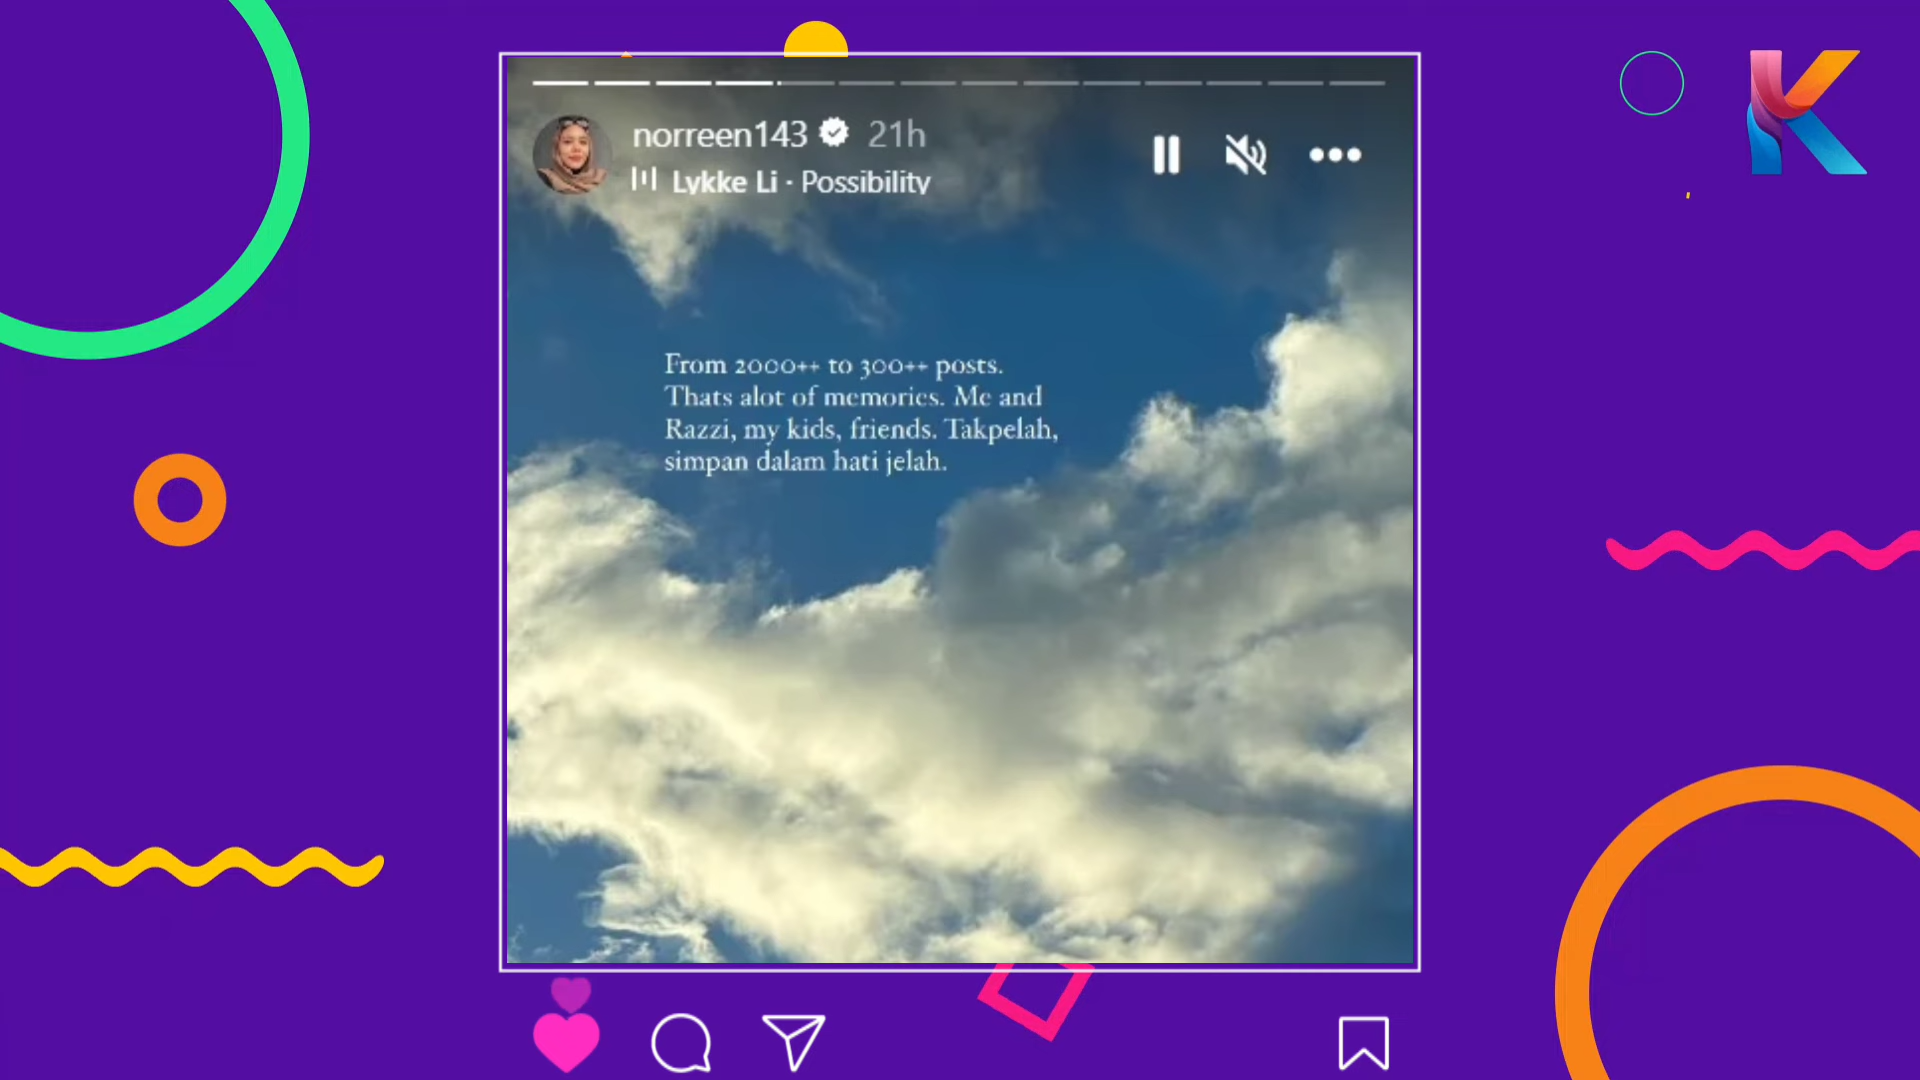 norreen143 21h
Lykke Li · Possibility
From 2000++ to 300++ posts.
Thats alot of memories. Me and
Razzi, my kids, friends. Takpelah,
simpan dalam hati jelah.
K